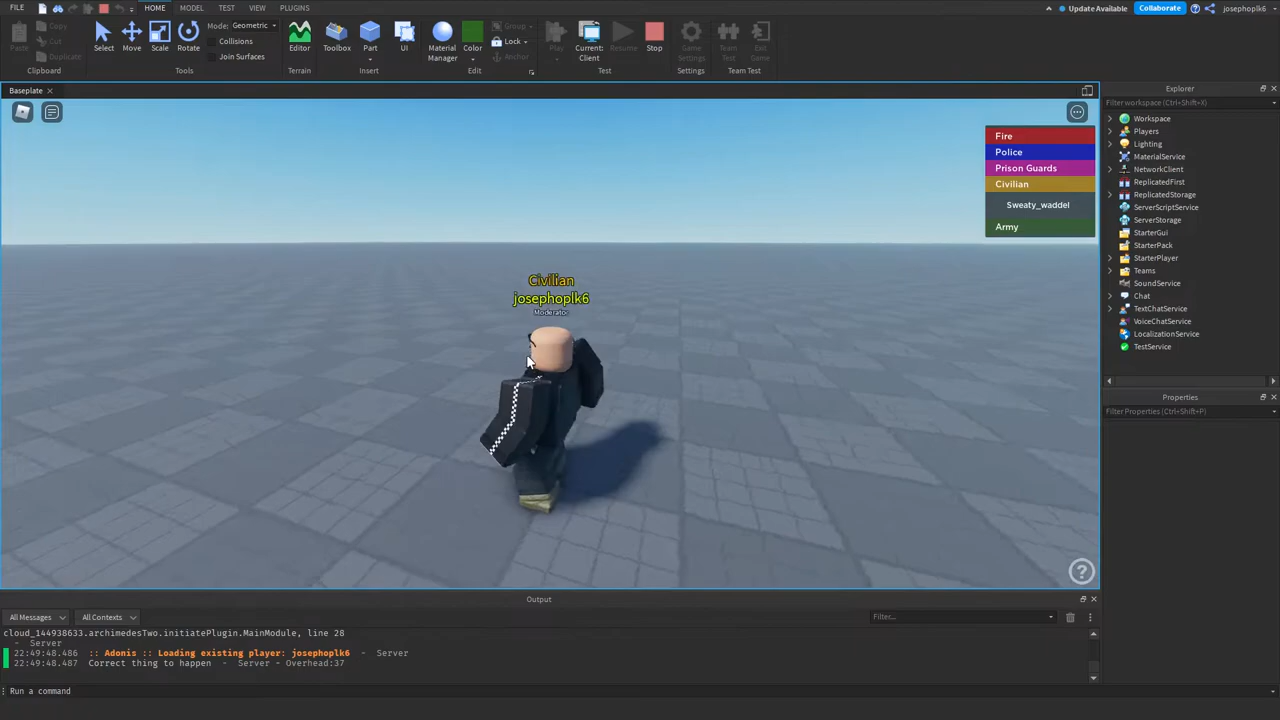 FILE HOME MODEL TEST VIEW PLUGINS Update Available Collaborate josephoplk6
Paste Copy Cut Duplicate Select Move Scale Rotate Mode: Geometric Collisions Join Surfaces Editor Toolbox Part UI Material Manager Color Group Lock Anchor Play Current: Client Resume Stop Game Settings Team Test Exit Game
Clipboard Tools Terrain Insert Edit Test Settings Team Test
Baseplate
Explorer
Filter workspace (Ctrl+Shift+X)
Workspace
Players
Lighting
MaterialService
NetworkClient
ReplicatedFirst
ReplicatedStorage
ServerScriptService
ServerStorage
StarterGui
StarterPack
StarterPlayer
Teams
SoundService
Chat
TextChatService
VoiceChatService
LocalizationService
TestService
Fire
Police
Prison Guards
Civilian
Sweaty_waddel
Army
Civilian
josephoplk6
Moderator
?
Properties
Filter Properties (Ctrl+Shift+P)
Output
All Messages All Contexts Filter...
cloud_144938633.archimedesTwo.initiatePlugin.MainModule, line 28
- Server
22:49:48.486 :: Adonis :: Loading existing player: josephoplk6 - Server
22:49:48.487 Correct thing to happen - Server - Overhead:37
Run a command